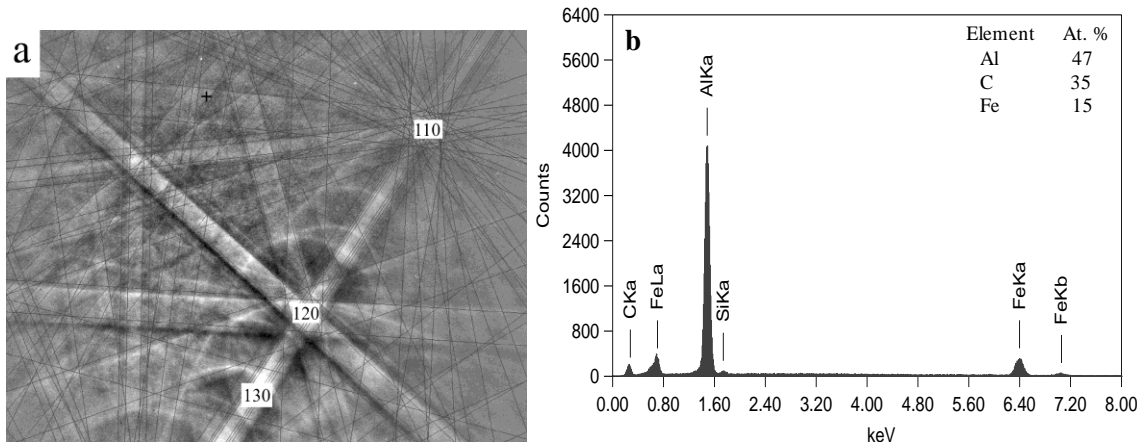 a
110
120
130
b
Element At. %
Al 47
C 35
Fe 15
6400
5600
4800
4000
3200
2400
1600
800
0
Counts
CKa
FeLa
AlKa
SiKa
FeKa
FeKb
0.00 0.80 1.60 2.40 3.20 4.00 4.80 5.60 6.40 7.20 8.00
keV